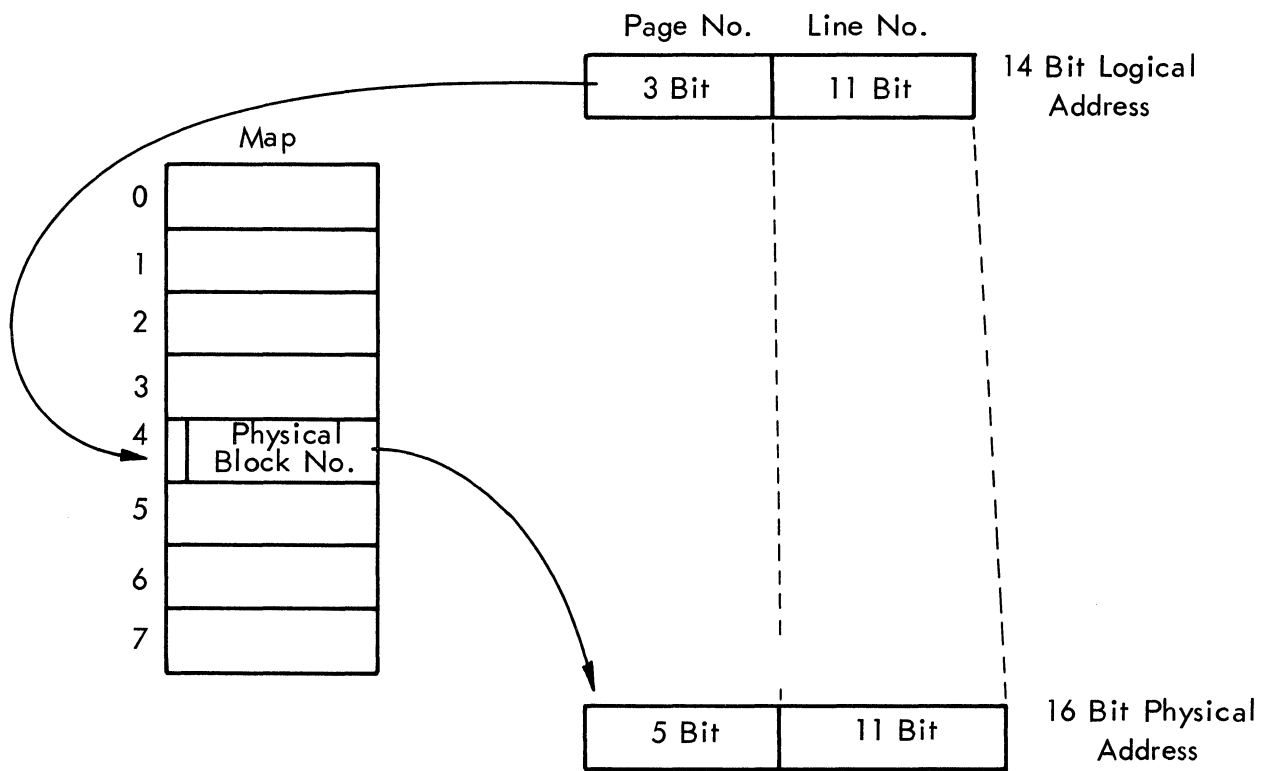 Page No. Line No.
3 Bit 11 Bit
14 Bit Logical
Address
Map
0
1
2
3
4
Physical
Block No.
5
6
7
5 Bit 11 Bit
16 Bit Physical
Address